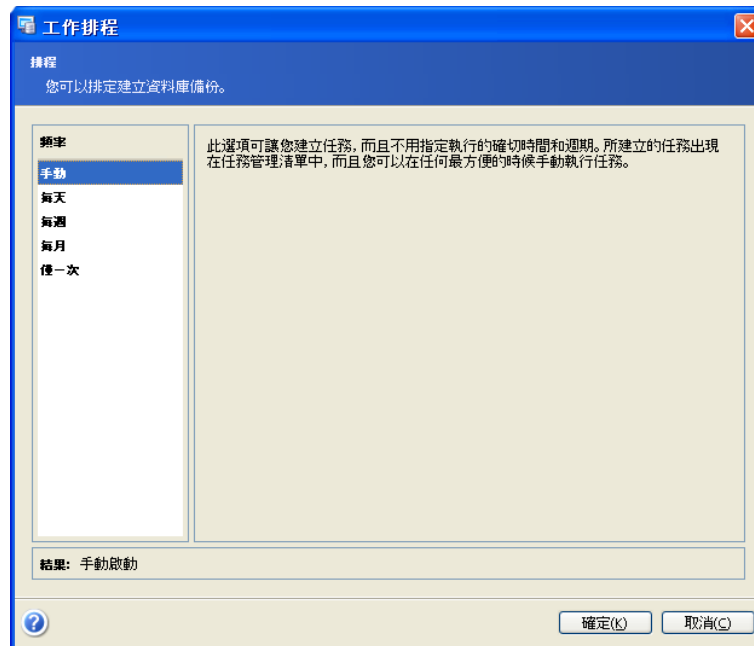 工作排程
排程
您可以排定建立資料庫備份。
頻率
手動
每天
每週
每月
僅一次
此選項可讓您建立任務,而且不用指定執行的確切時間和週期。所建立的任務出現
在任務管理清單中,而且您可以在任何最方便的時候手動執行任務。
結果: 手動啟動
確定(K)
取消(C)